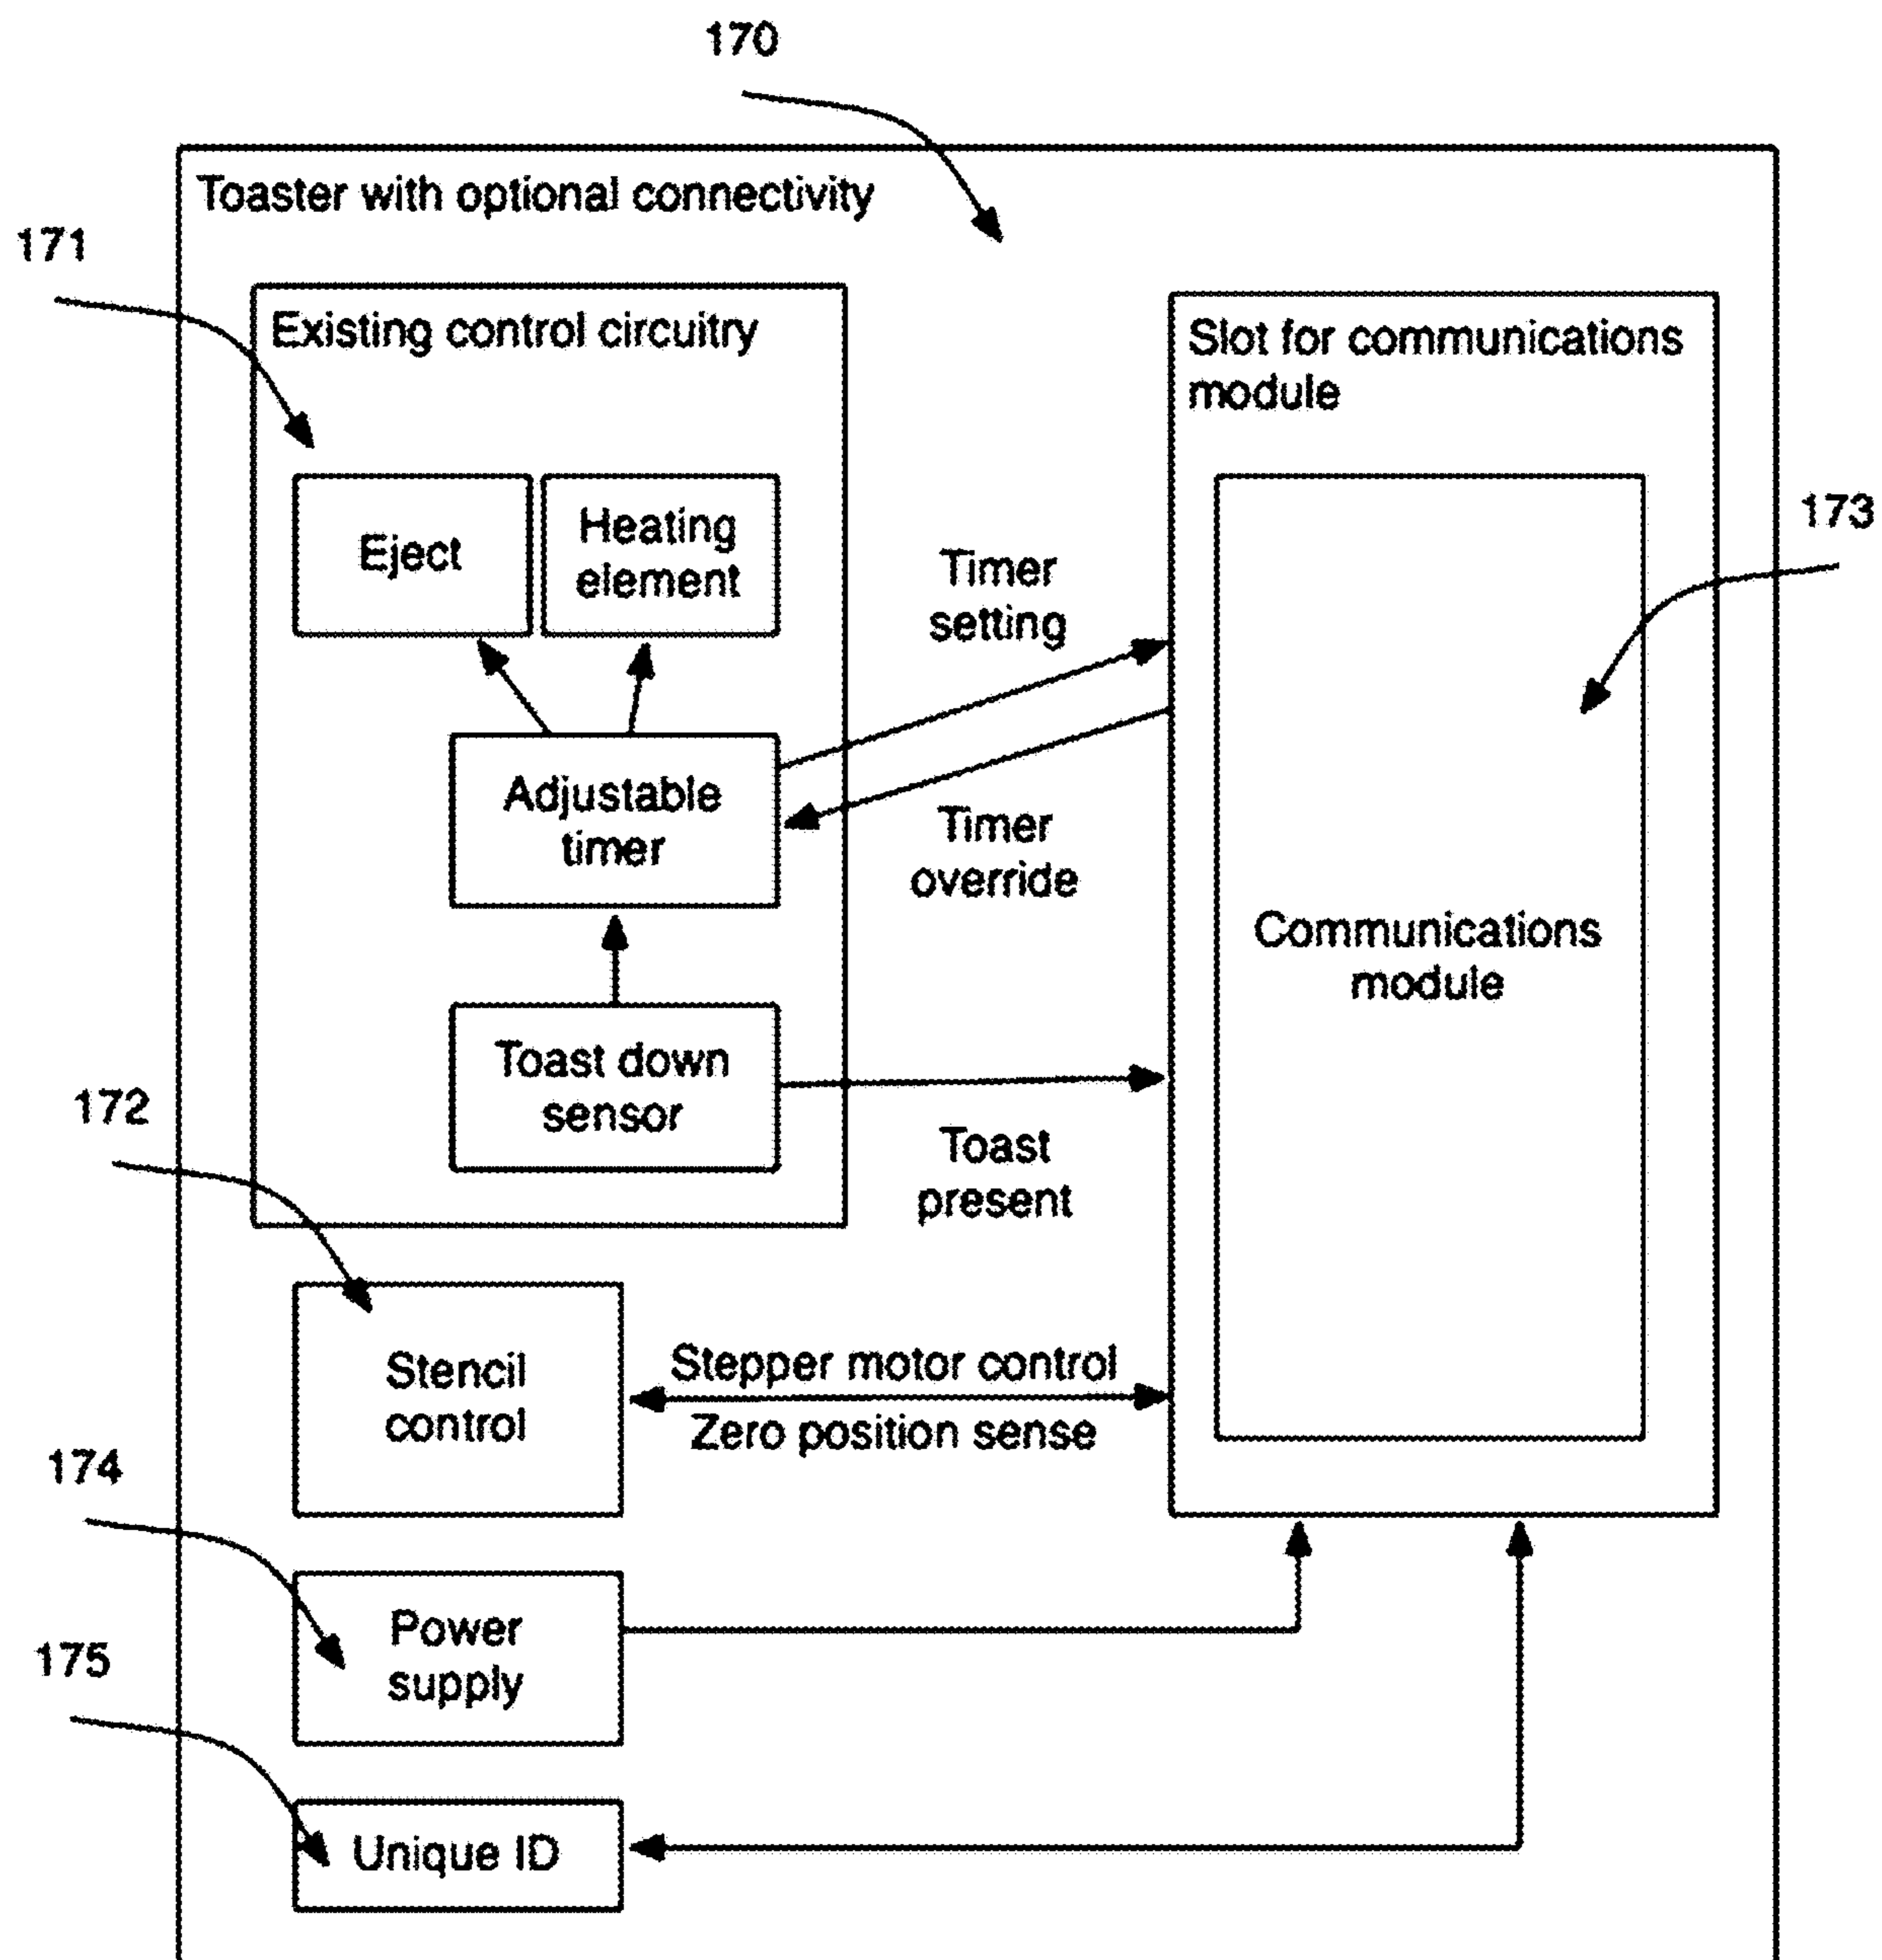 170
Toaster with optional connectivity
171
Existing control circuitry
Slot for communications
module
Eject
Heating
element
173
Timer
setting
Adjustable
timer
Timer
override
Communications
module
Toast down
sensor
172
Toast
present
Stencil
control
Stepper motor control
Zero position sense
174
Power
supply
175
Unique ID